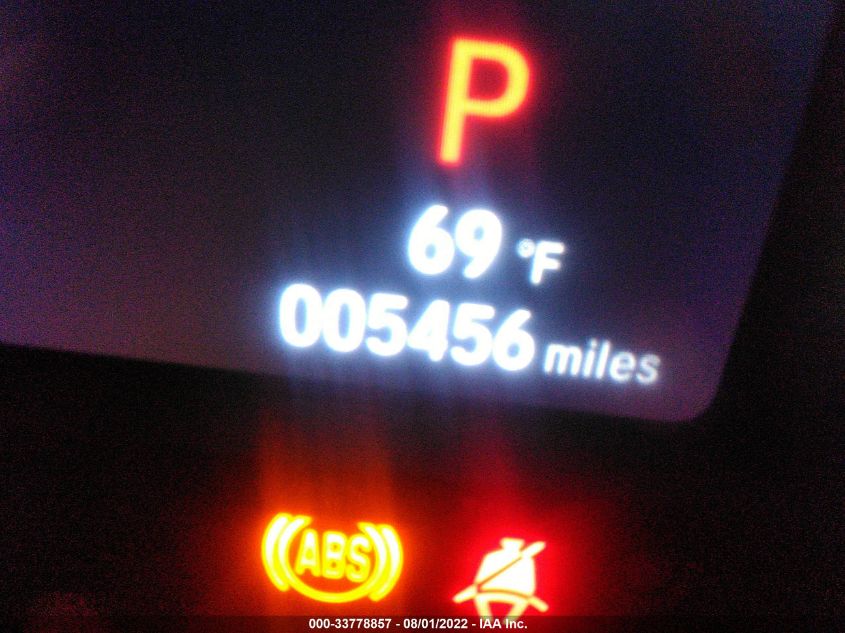 P
69 °F
005456 miles
ABS
000-33778857 - 08/01/2022 - IAA Inc.